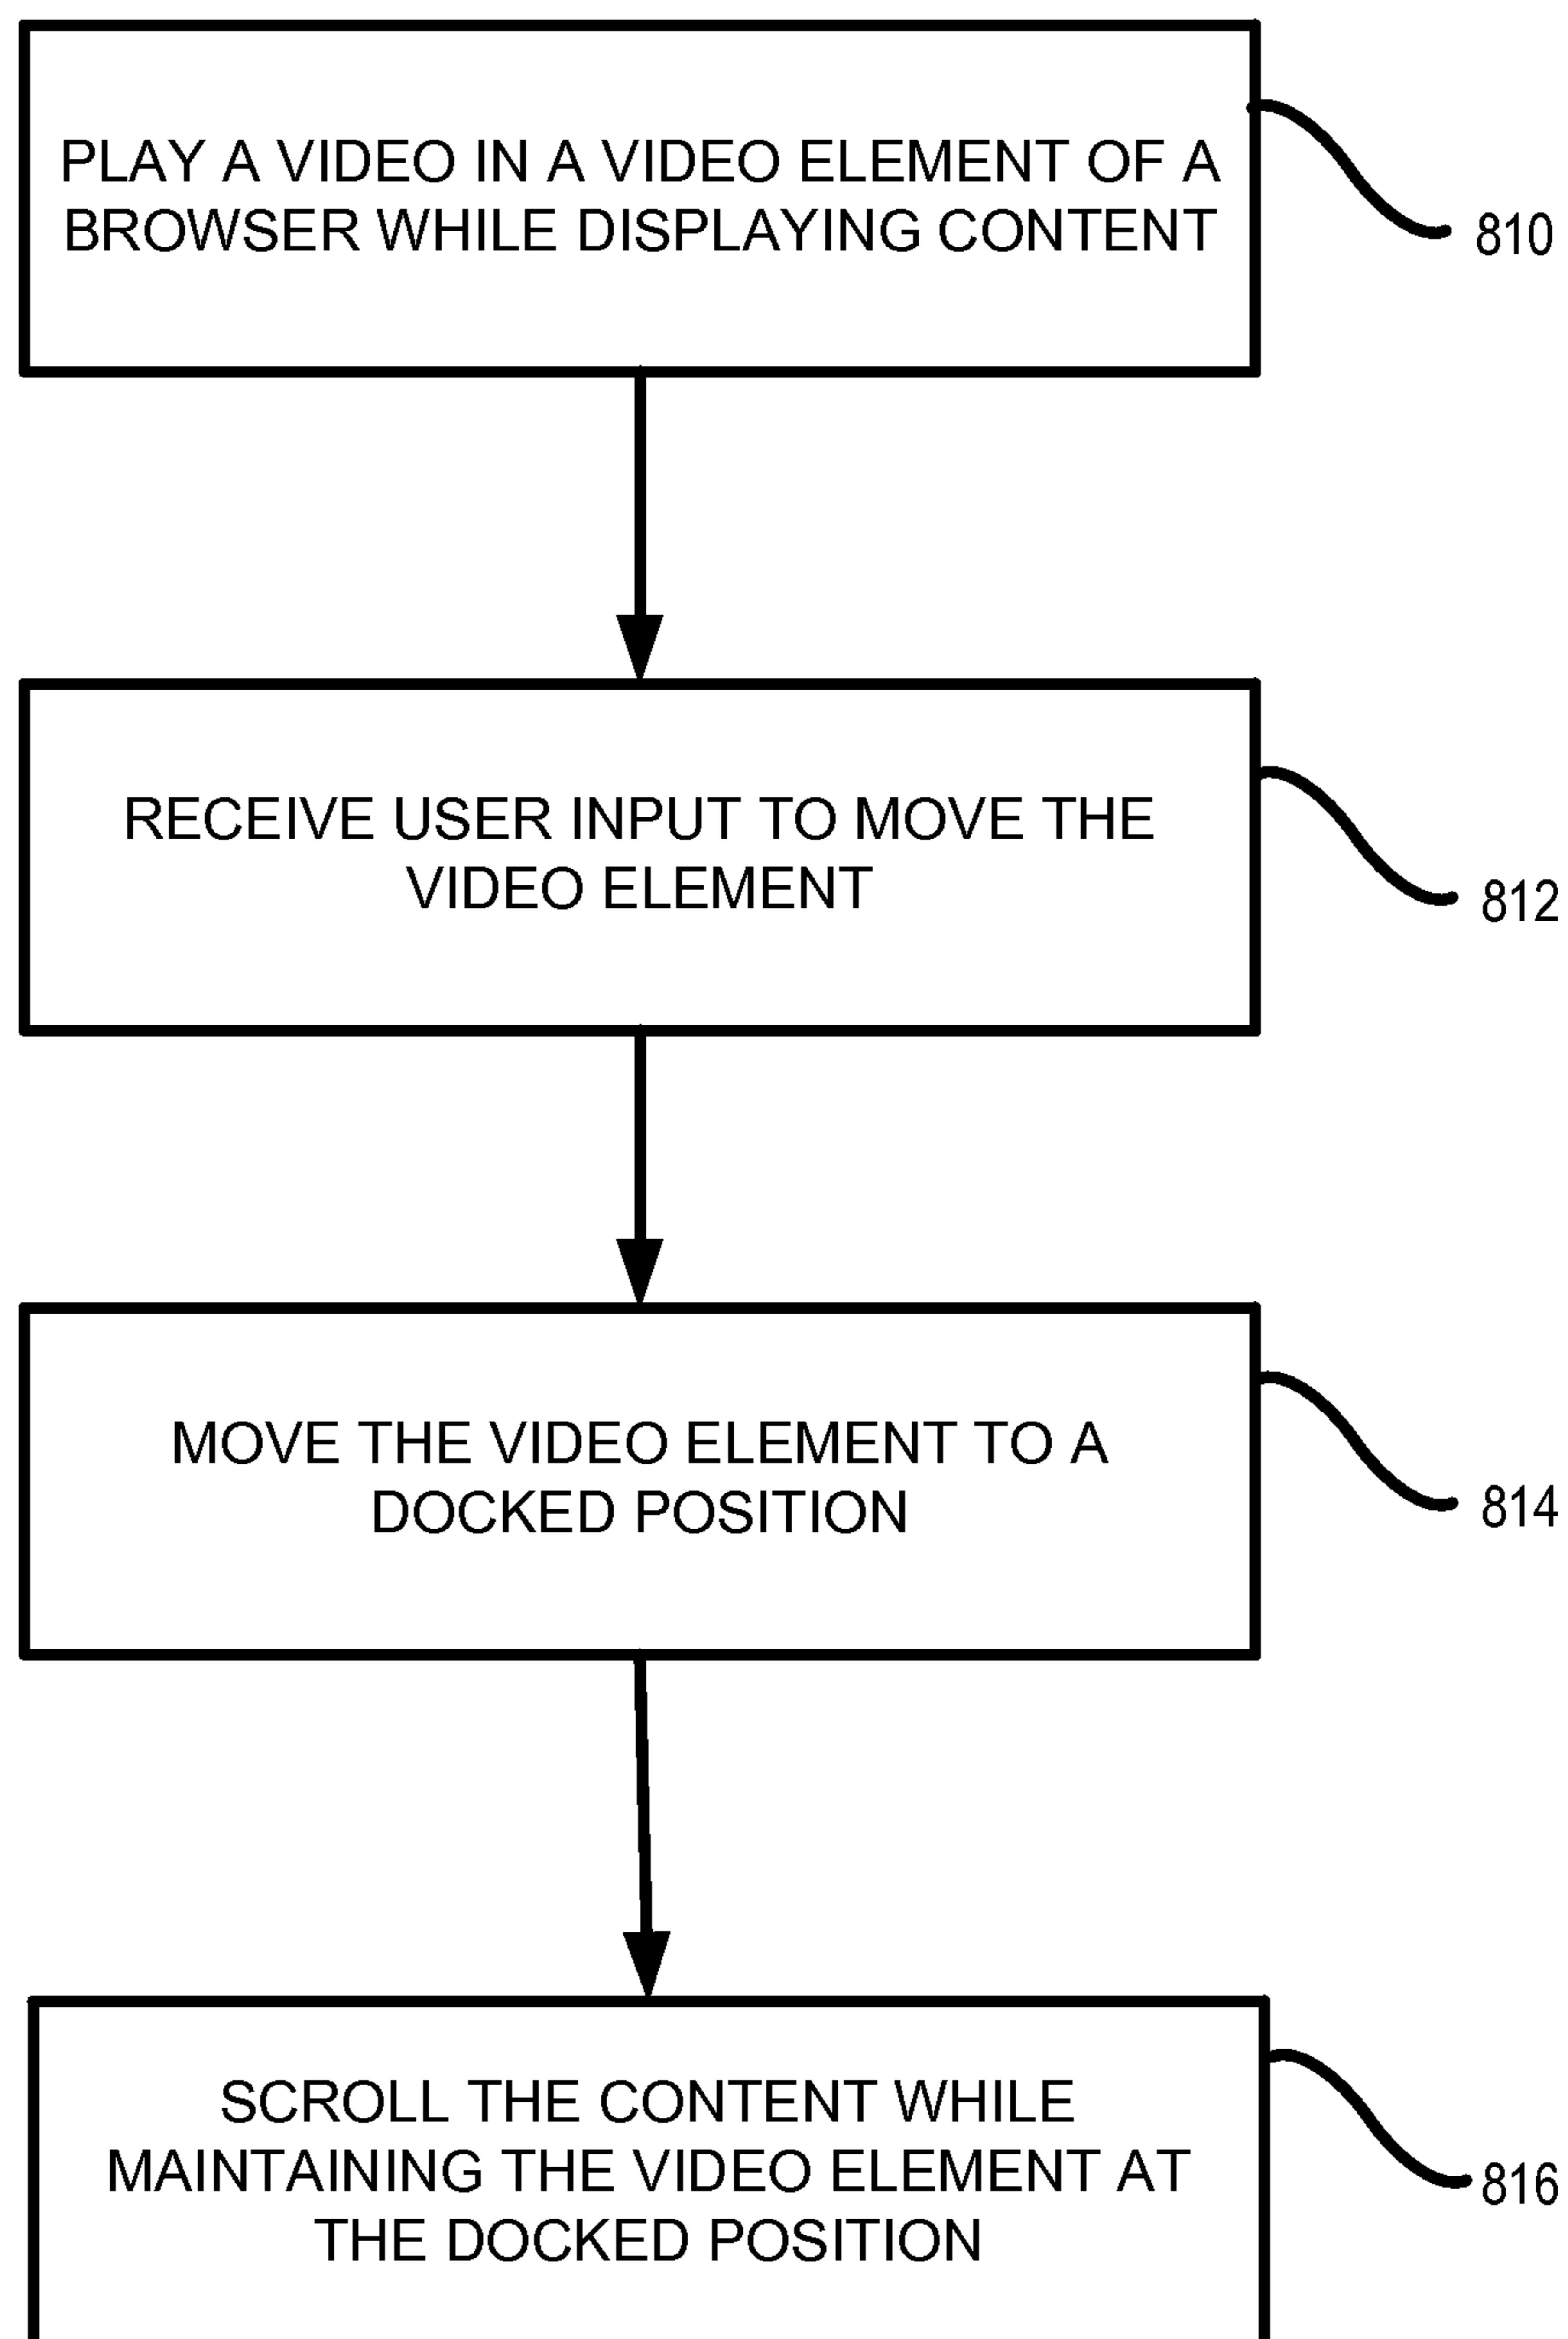 PLAY A VIDEO IN A VIDEO ELEMENT OF A
BROWSER WHILE DISPLAYING CONTENT
810
RECEIVE USER INPUT TO MOVE THE
VIDEO ELEMENT
812
MOVE THE VIDEO ELEMENT TO A
DOCKED POSITION
814
SCROLL THE CONTENT WHILE
MAINTAINING THE VIDEO ELEMENT AT
THE DOCKED POSITION
816